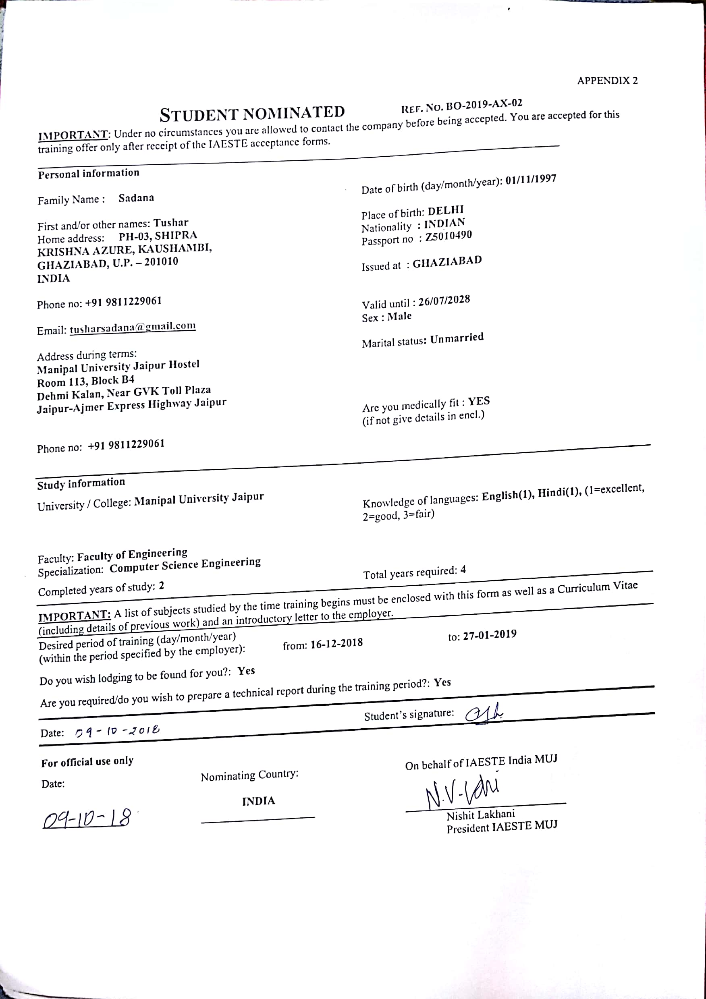 APPENDIX 2
STUDENT NOMINATED REF. No. BO-2019-AX-02
IMPORTANT: Under no circumstances you are allowed to contact the company before being accepted. You are accepted for this
training offer only after receipt of the IAESTE acceptance forms.
Personal information
Family Name : Sadana
First and/or other names: Tushar
Home address: PH-03, SHIPRA
KRISHNA AZURE, KAUSHAMBI,
GHAZIABAD, U.P. – 201010
INDIA
Phone no: +91 9811229061
Email: tusharsadana@gmail.com
Address during terms:
Manipal University Jaipur Hostel
Room 113, Block B4
Dehmi Kalan, Near GVK Toll Plaza
Jaipur-Ajmer Express Highway Jaipur
Phone no: +91 9811229061
Date of birth (day/month/year): 01/11/1997
Place of birth: DELHI
Nationality : INDIAN
Passport no : Z5010490
Issued at : GHAZIABAD
Valid until : 26/07/2028
Sex : Male
Marital status: Unmarried
Are you medically fit : YES
(if not give details in encl.)
Study information
University / College: Manipal University Jaipur
Knowledge of languages: English(1), Hindi(1), (1=excellent,
2=good, 3=fair)
Faculty: Faculty of Engineering
Specialization: Computer Science Engineering
Completed years of study: 2
Total years required: 4
IMPORTANT: A list of subjects studied by the time training begins must be enclosed with this form as well as a Curriculum Vitae
(including details of previous work) and an introductory letter to the employer.
Desired period of training (day/month/year)
(within the period specified by the employer): from: 16-12-2018 to: 27-01-2019
Do you wish lodging to be found for you?: Yes
Are you required/do you wish to prepare a technical report during the training period?: Yes
Date: 09-10-2018 Student's signature:
For official use only
Date:
09-10-18
Nominating Country:
INDIA
On behalf of IAESTE India MUJ
Nishit Lakhani
President IAESTE MUJ